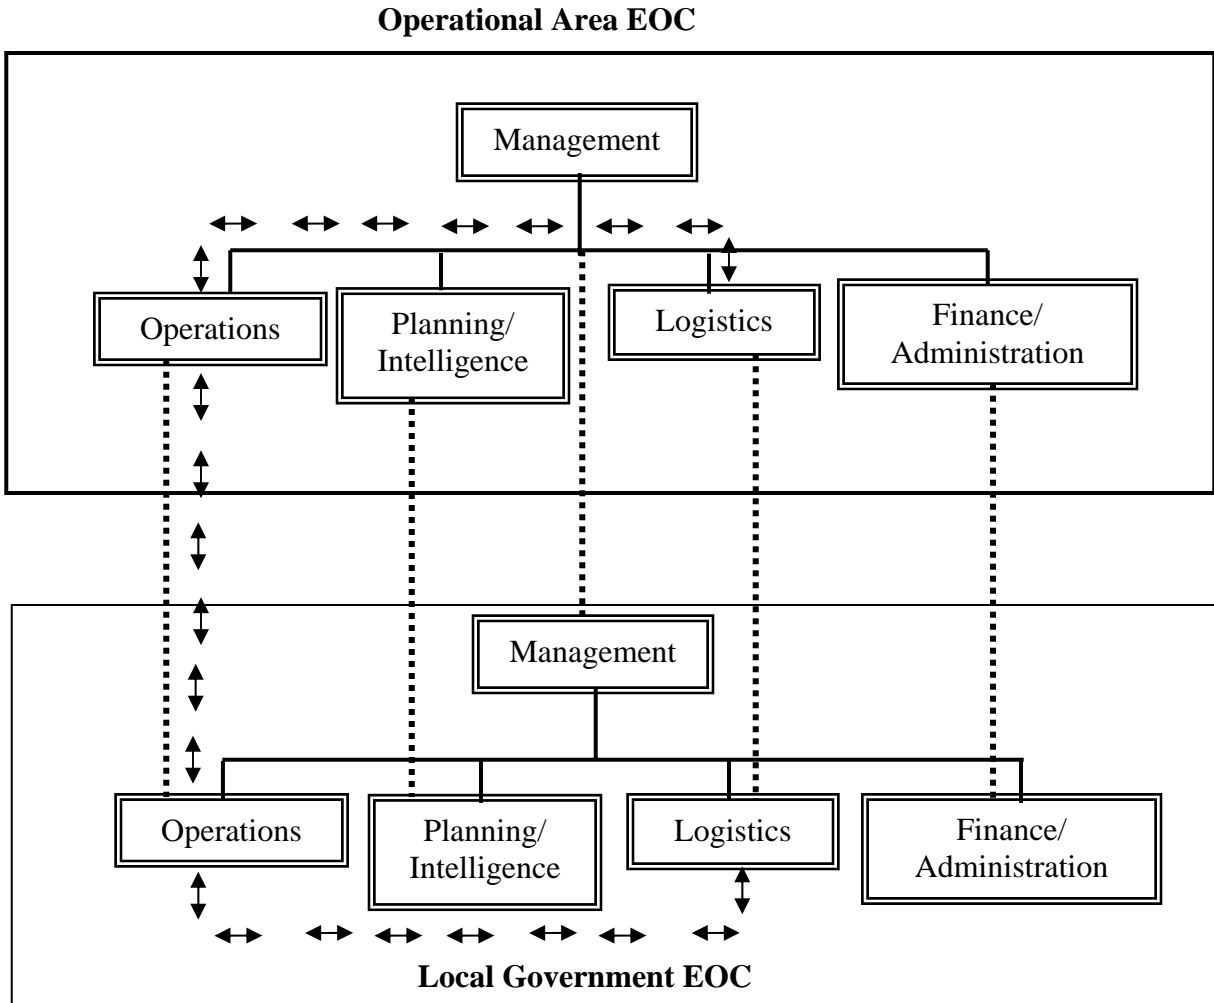 Operational Area EOC
Management
Operations
Planning/
Intelligence
Logistics
Finance/
Administration
Management
Operations
Planning/
Intelligence
Logistics
Finance/
Administration
Local Government EOC